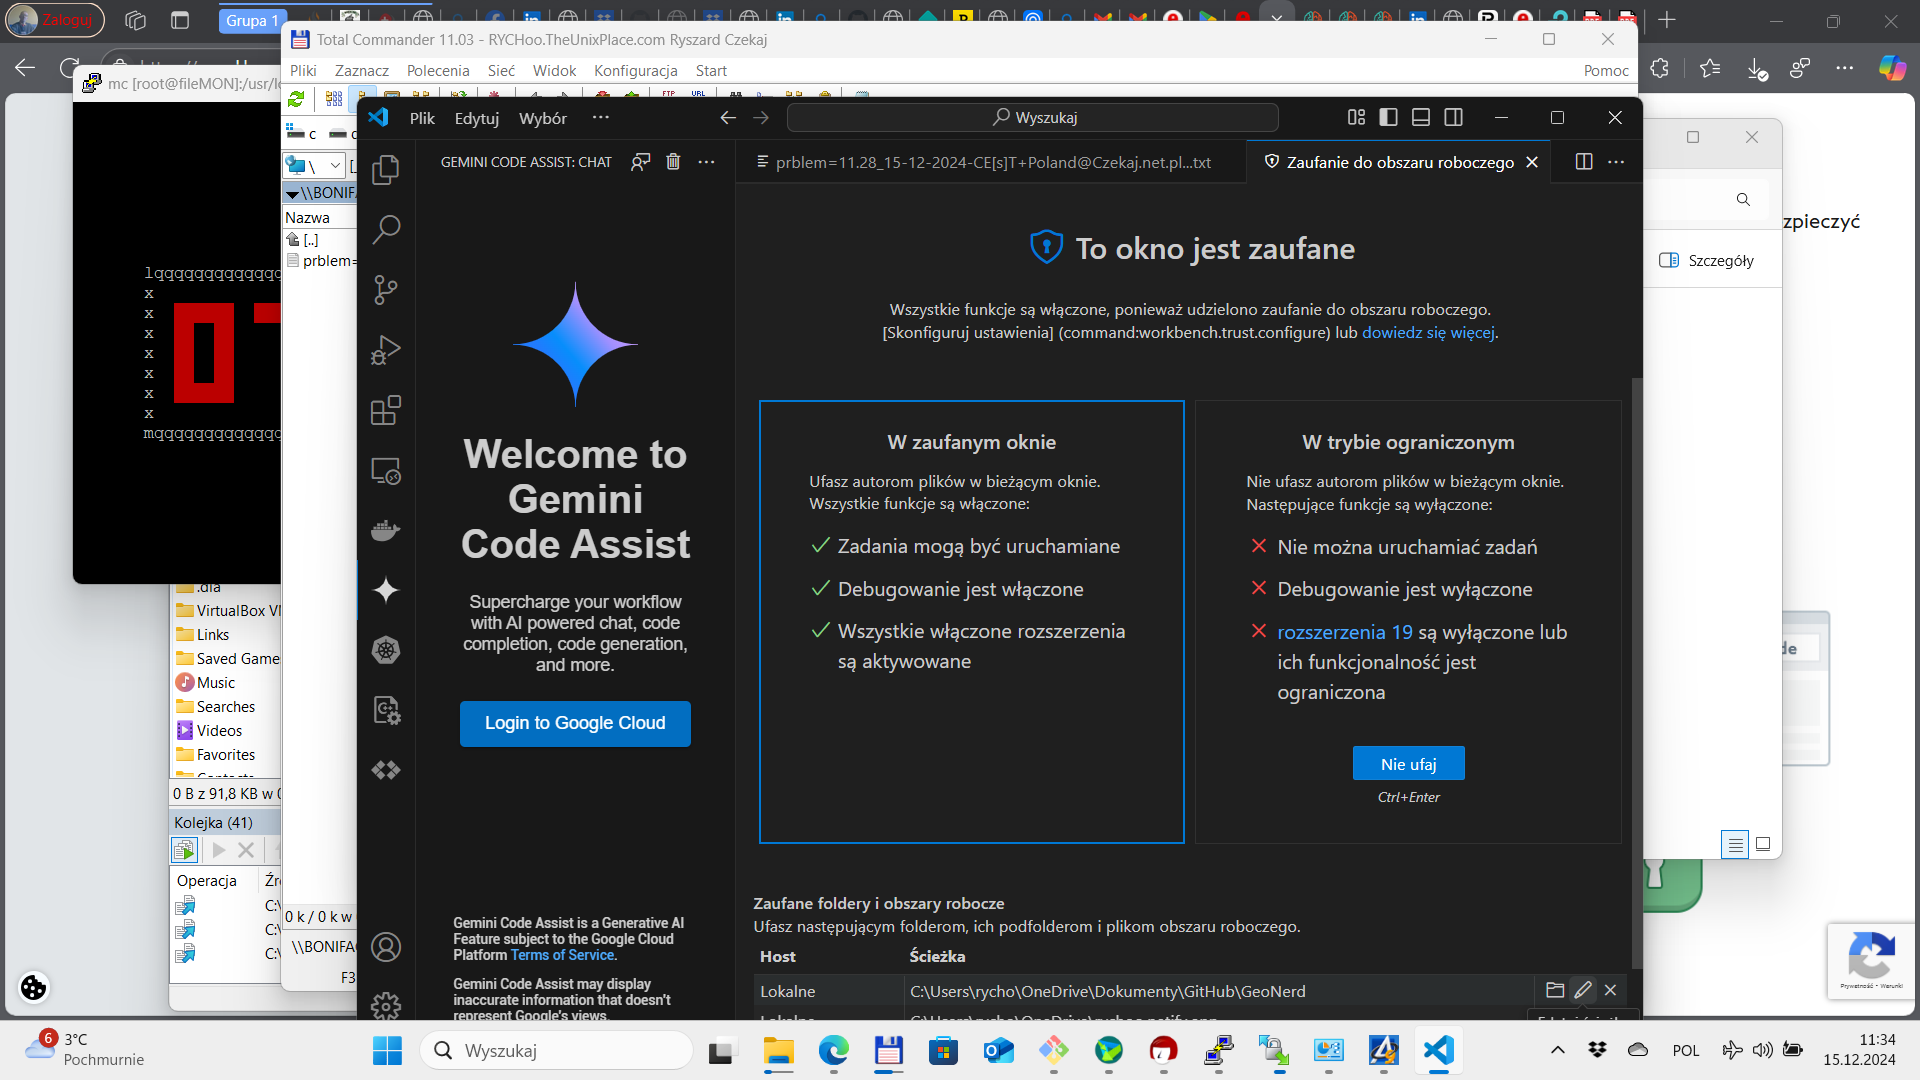 Zaloguj
Grupa 1
Total Commander 11.03 - RYCHoo.TheUnixPlace.com Ryszard Czekaj
Pliki Zaznacz Polecenia Sieć Widok Konfiguracja Start Pomoc
mc [root@fileMON]:/usr/l
FTP URL
c
\
\\BONIFA
Nazwa
[..]
prblem=
lqqqqqqqqqqqqq
x
x
x
x
x
x
x
mqqqqqqqqqqqqq
Plik Edytuj Wybór ···
Wyszukaj
GEMINI CODE ASSIST: CHAT
prblem=11.28_15-12-2024-CE[s]T+Poland@Czekaj.net.pl...txt
Zaufanie do obszaru roboczego
Welcome to
Gemini
Code Assist
Supercharge your workflow
with AI powered chat, code
completion, code generation,
and more.
Login to Google Cloud
Gemini Code Assist is a Generative AI
Feature subject to the Google Cloud
Platform Terms of Service.
Gemini Code Assist may display
inaccurate information that doesn't
represent Google's views.
To okno jest zaufane
Wszystkie funkcje są włączone, ponieważ udzielono zaufanie do obszaru roboczego.
[Skonfiguruj ustawienia] (command:workbench.trust.configure) lub dowiedz się więcej.
W zaufanym oknie
Ufasz autorom plików w bieżącym oknie.
Wszystkie funkcje są włączone:
Zadania mogą być uruchamiane
Debugowanie jest włączone
Wszystkie włączone rozszerzenia
są aktywowane
W trybie ograniczonym
Nie ufasz autorom plików w bieżącym oknie.
Następujące funkcje są wyłączone:
Nie można uruchamiać zadań
Debugowanie jest wyłączone
rozszerzenia 19 są wyłączone lub
ich funkcjonalność jest
ograniczona
Nie ufaj
Ctrl+Enter
Zaufane foldery i obszary robocze
Ufasz następującym folderom, ich podfolderom i plikom obszaru roboczego.
Host Ścieżka
Lokalne C:\Users\rycho\OneDrive\Dokumenty\GitHub\GeoNerd
zpieczyć
Szczegóły
de
Prywatność • Warunki
.dia
VirtualBox VM
Links
Saved Game
Music
Searches
Videos
Favorites
Contacts
0 B z 91,8 KB w
Kolejka (41)
Operacja Źr
C:\
C:\
C:\
0 k / 0 k w
\\BONIFA
F3
6
3°C
Pochmurnie
Wyszukaj
POL
11:34
15.12.2024